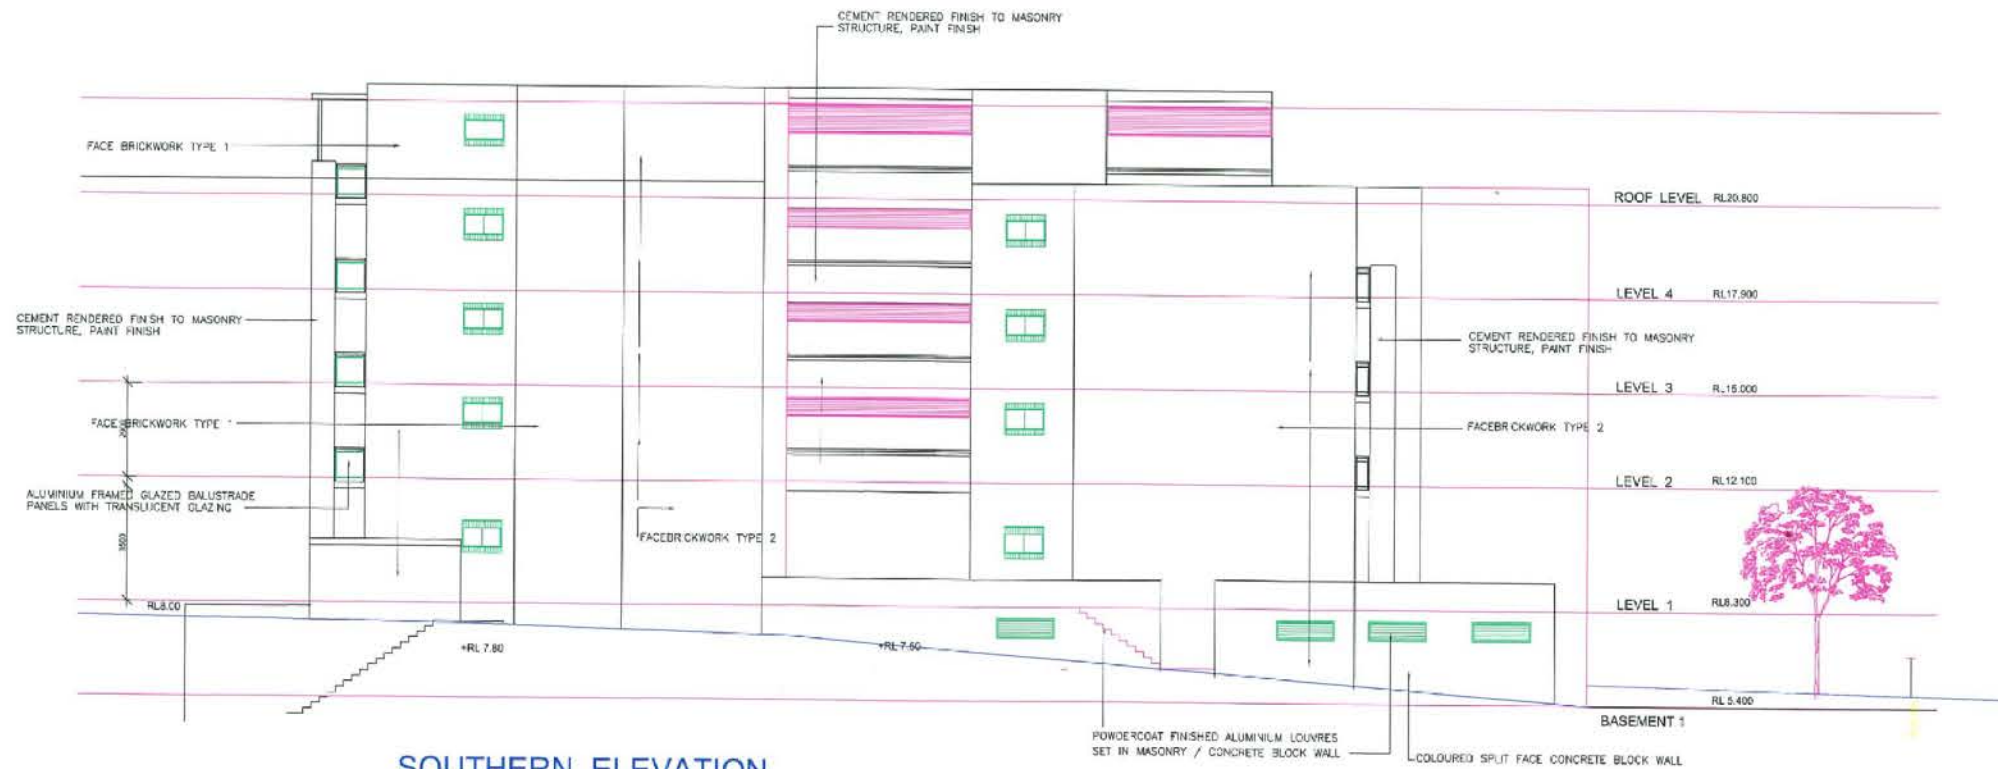 CEMENT RENDERED FINISH TO MASONRY
STRUCTURE, PAINT FINISH
FACE BRICKWORK TYPE 1
ROOF LEVEL RL20.800
LEVEL 4 RL17.900
CEMENT RENDERED FINISH TO MASONRY
STRUCTURE, PAINT FINISH
CEMENT RENDERED FINISH TO MASONRY
STRUCTURE, PAINT FINISH
LEVEL 3 RL15.000
FACE BRICKWORK TYPE
FACEBRICKWORK TYPE 2
LEVEL 2 RL12.100
ALUMINIUM FRAMED GLAZED BALUSTRADE
PANELS WITH TRANSLUCENT GLAZING
3500
FACEBRICKWORK TYPE 2
RL8.00
LEVEL 1 RL8.300
+RL 7.80
+RL 7.60
RL 5.400
BASEMENT 1
POWDERCOAT FINISHED ALUMINIUM LOUVRES
SET IN MASONRY / CONCRETE BLOCK WALL
COLOURED SPLIT FACE CONCRETE BLOCK WALL
SOUTHERN ELEVATION